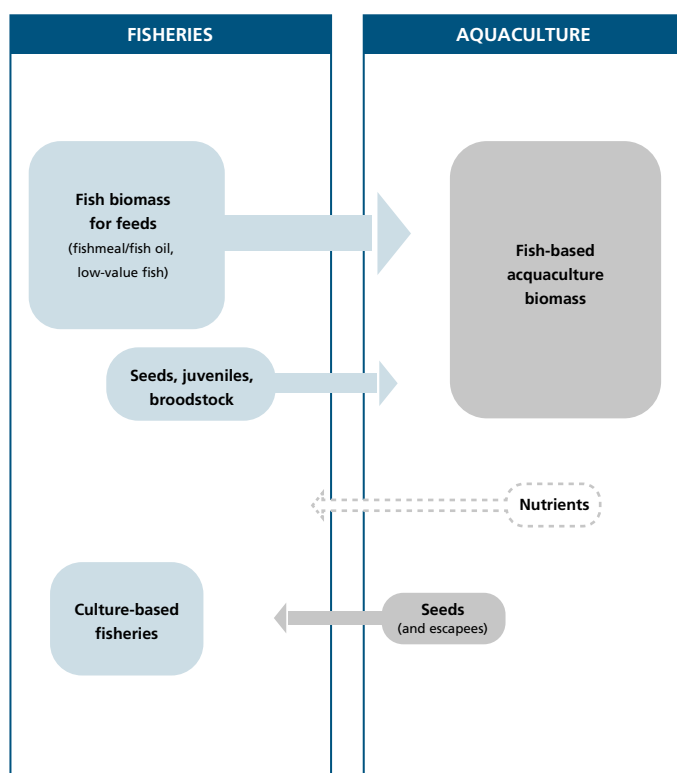 FISHERIES
AQUACULTURE
Fish biomass
for feeds
(fishmeal/fish oil,
low-value fish)
Fish-based
acquaculture
biomass
Seeds, juveniles,
broodstock
Nutrients
Culture-based
fisheries
Seeds
(and escapees)